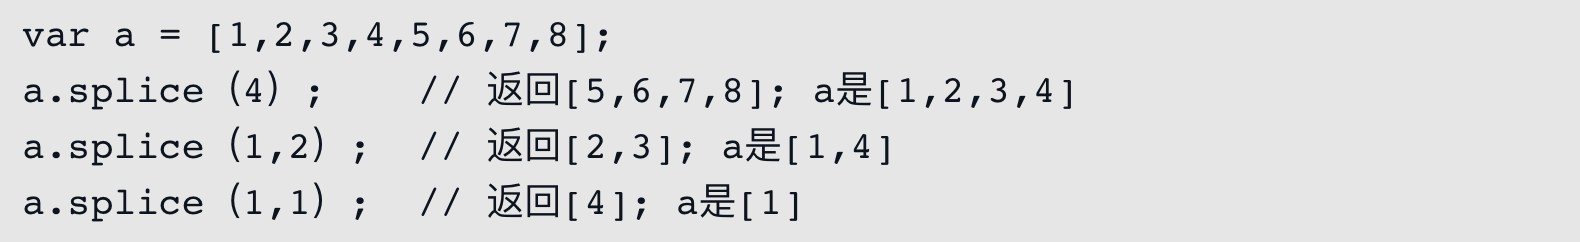 var a = [1,2,3,4,5,6,7,8];
a.splice（4）;    // 返回[5,6,7,8]; a是[1,2,3,4]
a.splice（1,2）;  // 返回[2,3]; a是[1,4]
a.splice（1,1）;  // 返回[4]; a是[1]